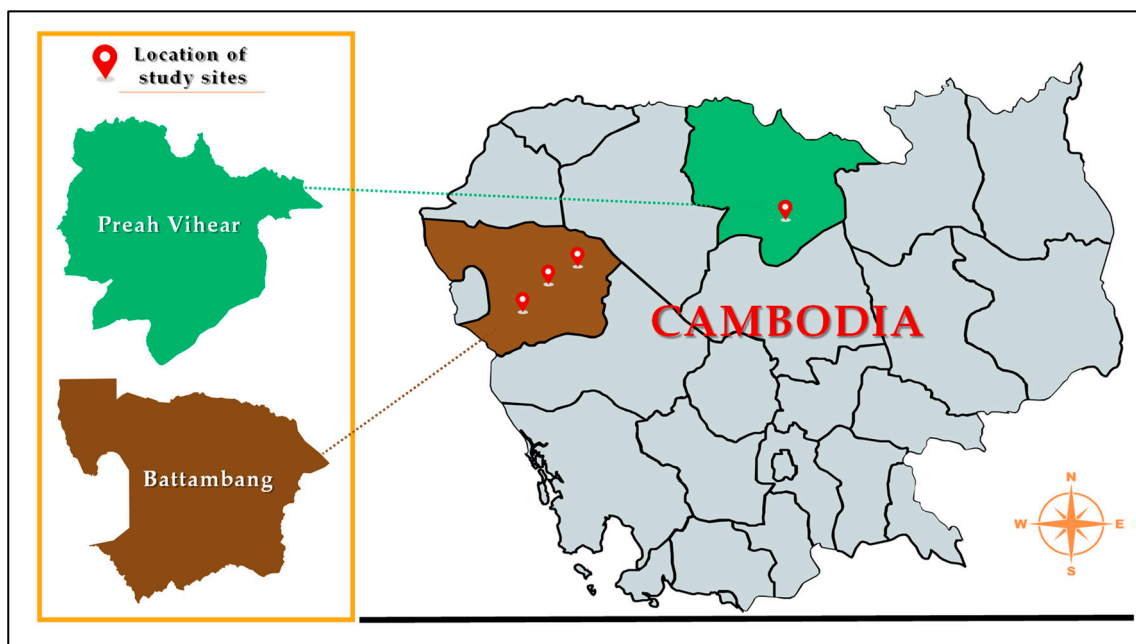 Location of
study sites
Preah Vihear
Battambang
CAMBODIA
N
W E
S